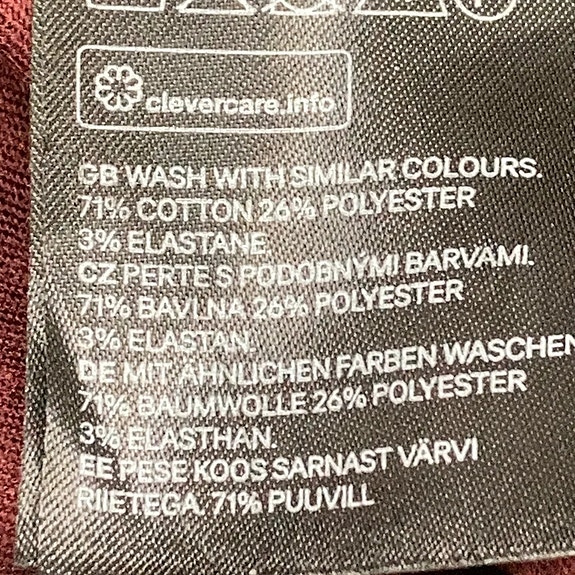 clevercare.info
GB WASH WITH SIMILAR COLOURS.
71% COTTON 26% POLYESTER
3% ELASTANE
CZ PERTE S PODOBNÝMI BARVAMI.
71% BAVLNA 26% POLYESTER
3% ELASTAN.
DE MIT ÄHNLICHEN FARBEN WASCHEN
71% BAUMWOLLE 26% POLYESTER
3% ELASTHAN.
EE PESE KOOS SARNAST VÄRVI
RIIETEGA. 71% PUUVILL